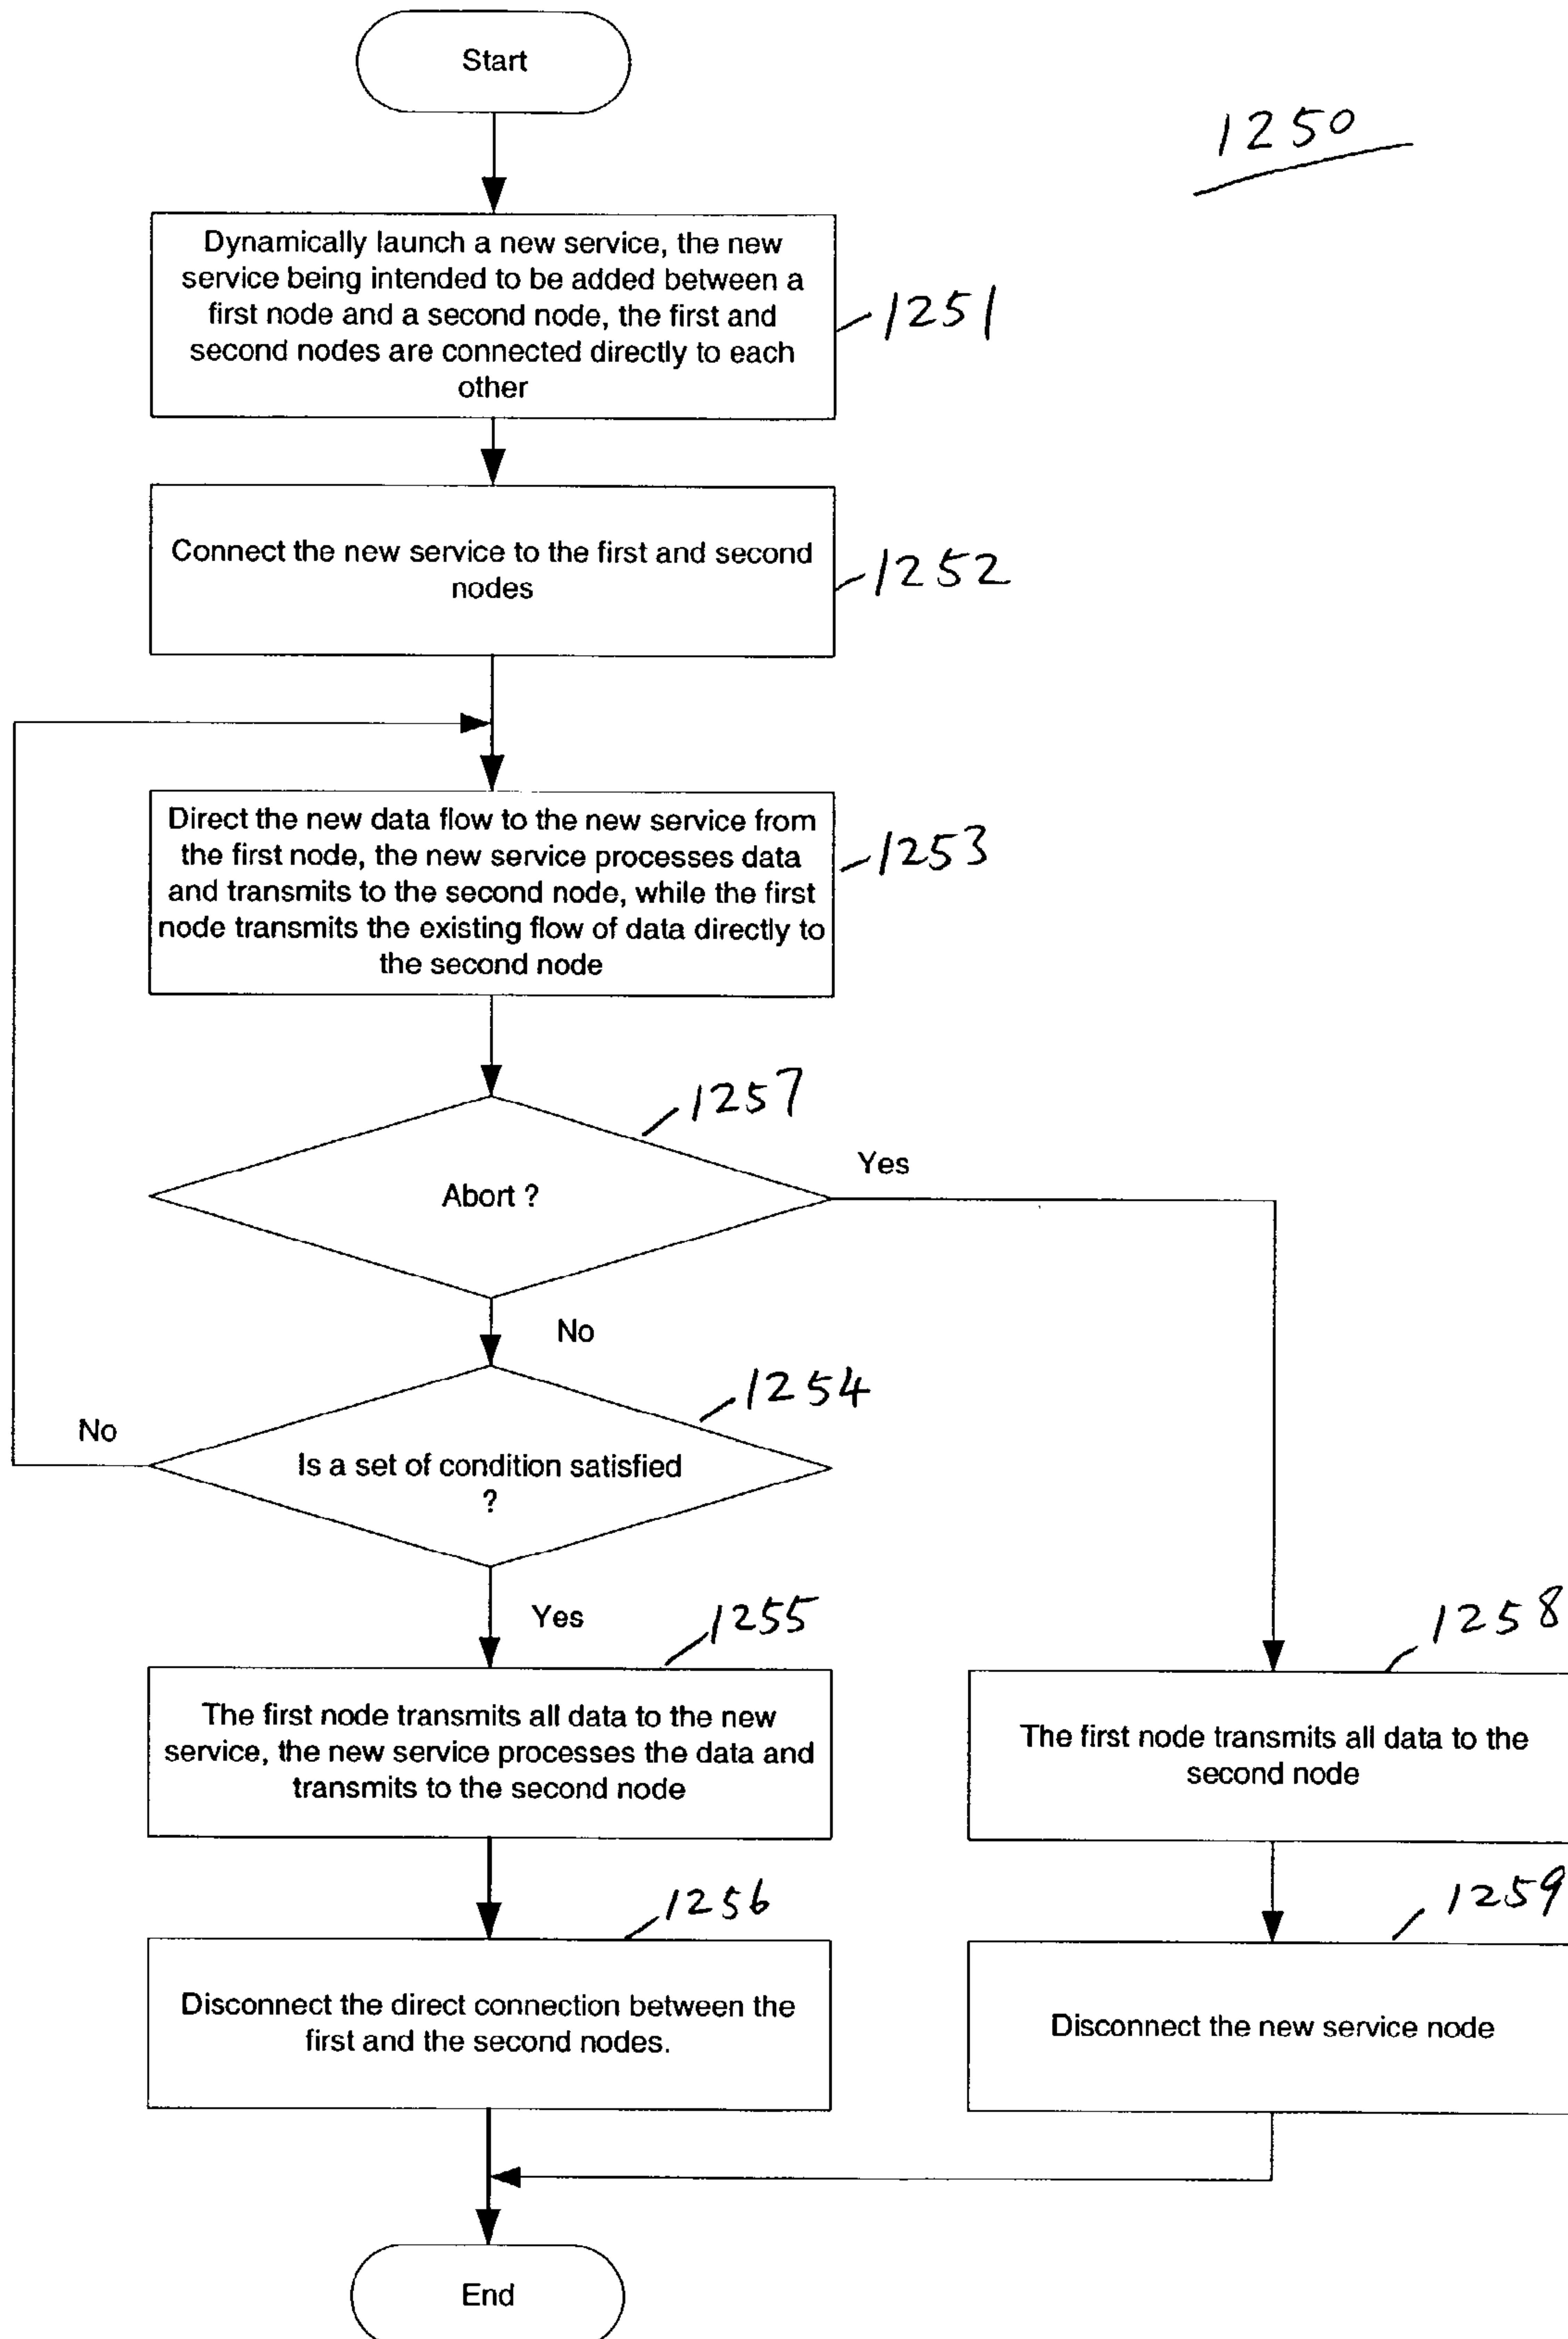 Start
1250
Dynamically launch a new service, the new
service being intended to be added between a
first node and a second node, the first and
second nodes are connected directly to each
other
1251
Connect the new service to the first and second
nodes
1252
Direct the new data flow to the new service from
the first node, the new service processes data
and transmits to the second node, while the first
node transmits the existing flow of data directly to
the second node
1253
1257
Abort ?
Yes
No
1254
No
Is a set of condition satisfied
?
Yes
1255
1258
The first node transmits all data to the new
service, the new service processes the data and
transmits to the second node
The first node transmits all data to the
second node
1256
1259
Disconnect the direct connection between the
first and the second nodes.
Disconnect the new service node
End